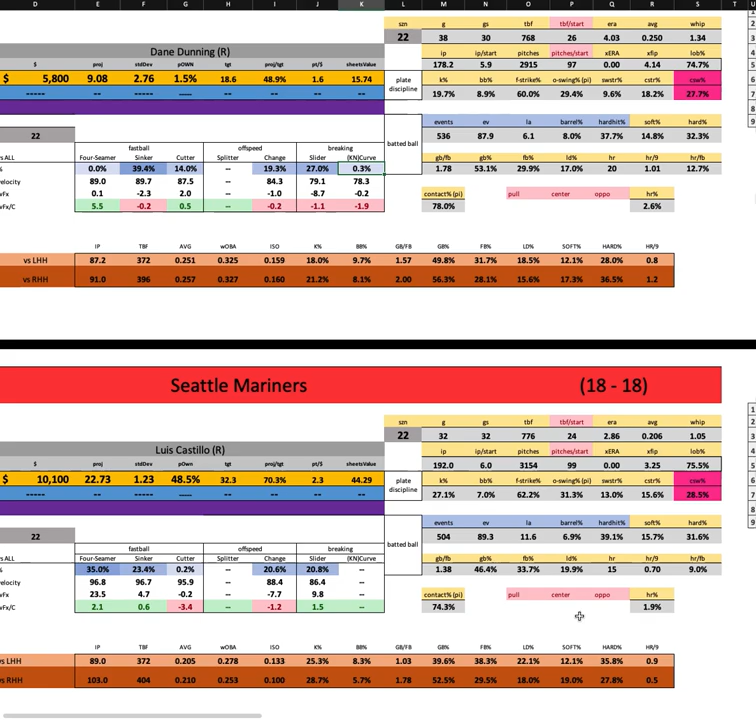 D E F G H I J K L M N O P Q R S T U
szn g gs tbf tbf/start era avg whip
22 38 30 768 26 4.03 0.250 1.34
Dane Dunning (R) ip ip/start pitches pitches/start xERA xfip lob%
178.2 5.9 2915 97 0.00 4.14 74.7%
$ proj stdDev pOWN tgt proj/tgt pt/$ sheetsValue
$ 5,800 9.08 2.76 1.5% 18.6 48.9% 1.6 15.74
plate discipline k% bb% f-strike% o-swing% (pi) swstr% cstr% csw%
----- -- -- ---- -- -- -- --
19.7% 8.9% 60.0% 29.4% 9.6% 18.2% 27.7%
events ev la barrel% hardhit% soft% hard%
22 536 87.9 6.1 8.0% 37.7% 14.8% 32.3%
fastball offspeed breaking batted ball
s ALL Four-Seamer Sinker Cutter Splitter Change Slider (KN)Curve gb/fb gb% fb% ld% hr hr/9 hr/fb
% 0.0% 39.4% 14.0% -- 19.3% 27.0% 0.3% 1.78 53.1% 29.9% 17.0% 20 1.01 12.7%
elocity 89.0 89.7 87.5 -- 84.3 79.1 78.3
vFx 0.1 -2.3 2.0 -- -1.0 -8.7 -0.2 contact% (pi) pull center oppo hr%
vFx/C 5.5 -0.2 0.5 -- -0.2 -1.1 -1.9 78.0% 2.6%
IP TBF AVG wOBA ISO K% BB% GB/FB GB% FB% LD% SOFT% HARD% HR/9
vs LHH 87.2 372 0.251 0.325 0.159 18.0% 9.7% 1.57 49.8% 31.7% 18.5% 12.1% 28.0% 0.8
vs RHH 91.0 396 0.257 0.327 0.160 21.2% 8.1% 2.00 56.3% 28.1% 15.6% 17.3% 36.5% 1.2
Seattle Mariners (18 - 18)
szn g gs tbf tbf/start era avg whip
22 32 32 776 24 2.86 0.206 1.05
Luis Castillo (R) ip ip/start pitches pitches/start xERA xfip lob%
$ proj stdDev pOwn tgt proj/tgt pt/$ sheetsValue
192.0 6.0 3154 99 0.00 3.25 75.5%
$ 10,100 22.73 1.23 48.5% 32.3 70.3% 2.3 44.29
plate discipline k% bb% f-strike% o-swing% (pi) swstr% cstr% csw%
----- -- -- ---- -- -- -- --
27.1% 7.0% 62.2% 31.3% 13.0% 15.6% 28.5%
events ev la barrel% hardhit% soft% hard%
22 504 89.3 11.6 6.9% 39.1% 15.7% 31.6%
fastball offspeed breaking batted ball
s ALL Four-Seamer Sinker Cutter Splitter Change Slider (KN)Curve gb/fb gb% fb% ld% hr hr/9 hr/fb
% 35.0% 23.4% 0.2% -- 20.6% 20.8% -- 1.38 46.4% 33.7% 19.9% 15 0.70 9.0%
elocity 96.8 96.7 95.9 -- 88.4 86.4 --
vFx 23.5 4.7 -0.2 -- -7.7 9.8 -- contact% (pi) pull center oppo hr%
vFx/C 2.1 0.6 -3.4 -- -1.2 1.5 -- 74.3% 1.9%
IP TBF AVG wOBA ISO K% BB% GB/FB GB% FB% LD% SOFT% HARD% HR/9
vs LHH 89.0 372 0.205 0.278 0.133 25.3% 8.3% 1.03 39.6% 38.3% 22.1% 12.1% 35.8% 0.9
vs RHH 103.0 404 0.210 0.253 0.100 28.7% 5.7% 1.78 52.5% 29.5% 18.0% 19.0% 27.8% 0.5